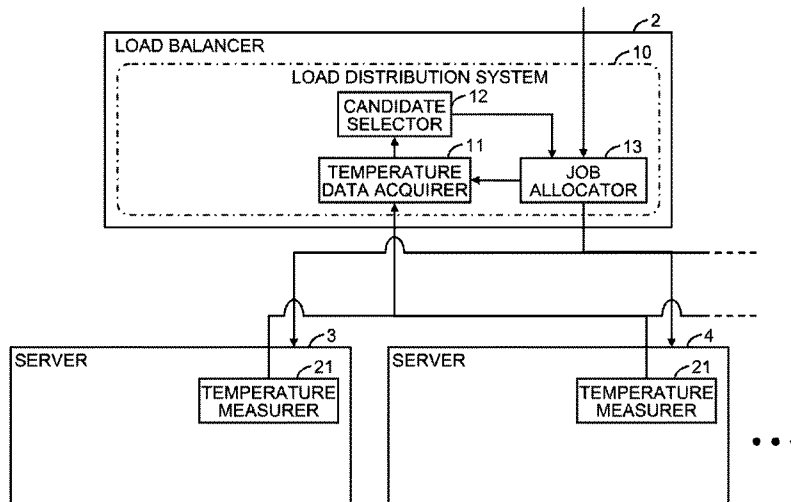 2
LOAD BALANCER
10
LOAD DISTRIBUTION SYSTEM
12
CANDIDATE
SELECTOR
11
TEMPERATURE
DATA ACQUIRER
13
JOB
ALLOCATOR
3
SERVER
21
TEMPERATURE
MEASURER
4
SERVER
21
TEMPERATURE
MEASURER